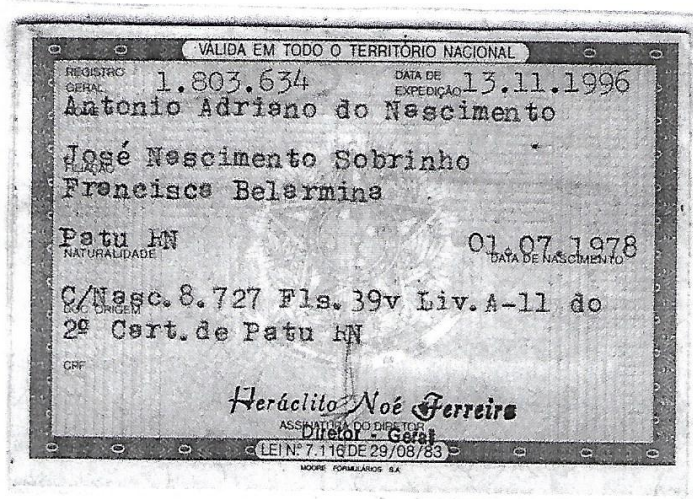 VÁLIDA EM TODO O TERRITÓRIO NACIONAL
REGISTRO GERAL 1.803.634 DATA DE EXPEDIÇÃO 13.11.1996
Antonio Adriano do Nascimento
José Nascimento Sobrinho
FILIAÇÃO
Francisca Belarmina
Patu RN 01.07.1978
NATURALIDADE DATA DE NASCIMENTO
C/Nasc.8.727 Fls.39v Liv.A-11 do
DOC ORIGEM
2º Cart.de Patu RN
CPF
Heráclito Noé Ferreira
ASSINATURA DO DIRETOR
Diretor - Geral
LEI Nº 7.116 DE 29/08/83
MOORE FORMULÁRIOS S.A